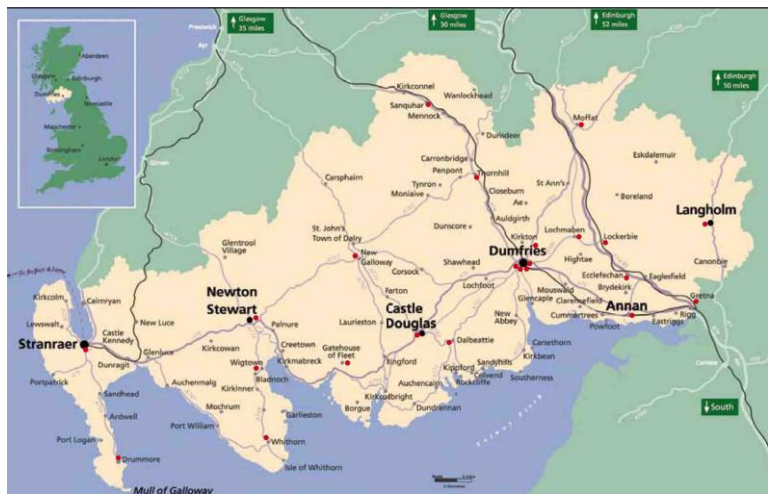 Glasgow
35 miles
Glasgow
30 miles
Edinburgh
52 miles
Edinburgh
50 miles
Prestwick
Ayr
Girvan
Aberdeen
Glasgow
Edinburgh
Dumfries
Newcastle
Manchester
Birmingham
London
Kirkconnel
Sanquhar
Wanlockhead
Mennock
Durisdeer
Moffat
Eskdalemuir
Carronbridge
Penpont
Thornhill
Tynron
Moniaive
Closeburn
Ae
St Ann's
Boreland
Carsphairn
Auldgirth
Langholm
St. John's
Town of Dalry
Dunscore
Kirkton
Lochmaben
Lockerbie
Glentrool
Village
New
Galloway
Corsock
Shawhead
Dumfries
Hightae
Canonbie
Lochfoot
Ecclefechan
Eaglesfield
Kirkcolm
Cairnryan
Newton
Stewart
Parton
Mouswald
Brydekirk
Glencaple
Clarencefield
Annan
Gretna
Leswalt
Castle
Kennedy
New Luce
Palnure
Laurieston
Castle
Douglas
New
Abbey
Cummertrees
Powfoot
Eastriggs
Rigg
Stranraer
Glenluce
Kirkcowan
Creetown
Gatehouse
of Fleet
Dalbeattie
Carsethorn
Dunragit
Wigtown
Kirkmabreck
Ringford
Kippford
Sandyhills
Kirkbean
Carlisle
Portpatrick
Auchenmalg
Bladnoch
Colvend
Rockcliffe
Southerness
Sandhead
Kirkinner
Auchencairn
Kirkcudbright
Ardwell
Mochrum
Garlieston
Borgue
Dundrennan
South
Port William
Port Logan
Whithorn
Solway Firth
Drummore
Isle of Whithorn
Mull of Galloway